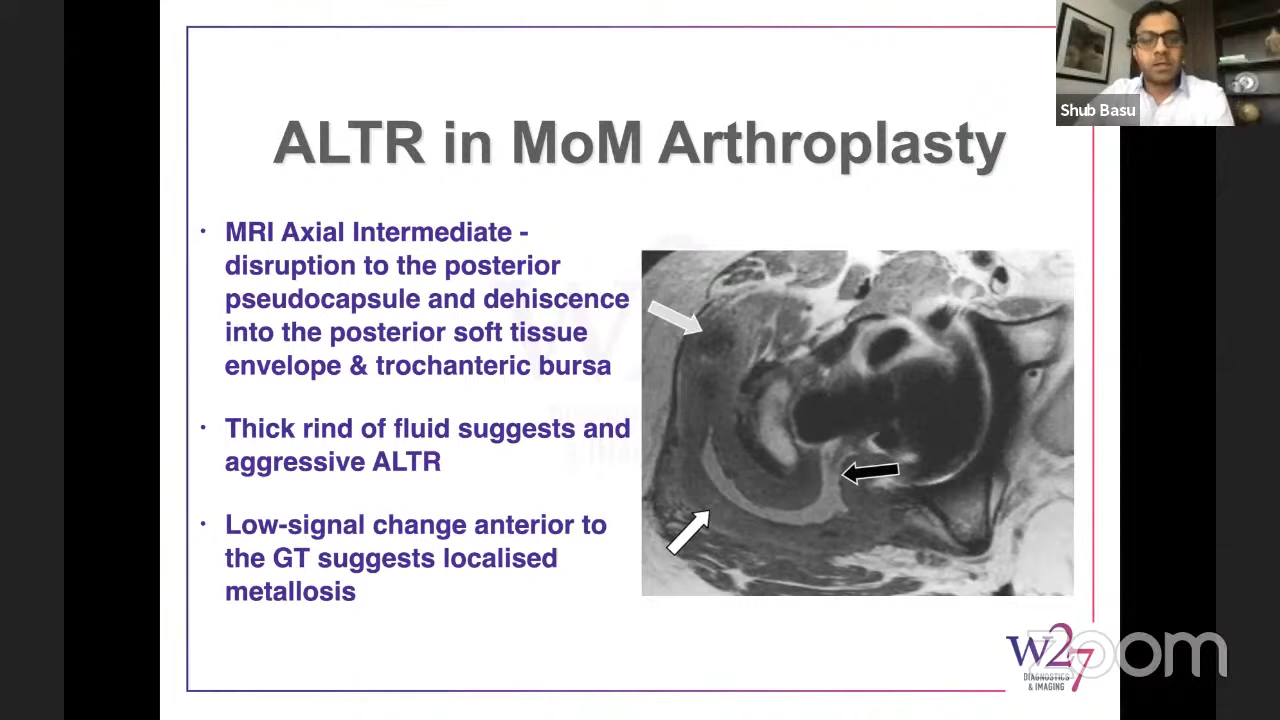 Shub Basu
ALTR in MoM Arthroplasty
· MRI Axial Intermediate -
disruption to the posterior
pseudocapsule and dehiscence
into the posterior soft tissue
envelope & trochanteric bursa
· Thick rind of fluid suggests and
aggressive ALTR
· Low-signal change anterior to
the GT suggests localised
metallosis
W27
DIAGNOSTICS
& IMAGING
zoom